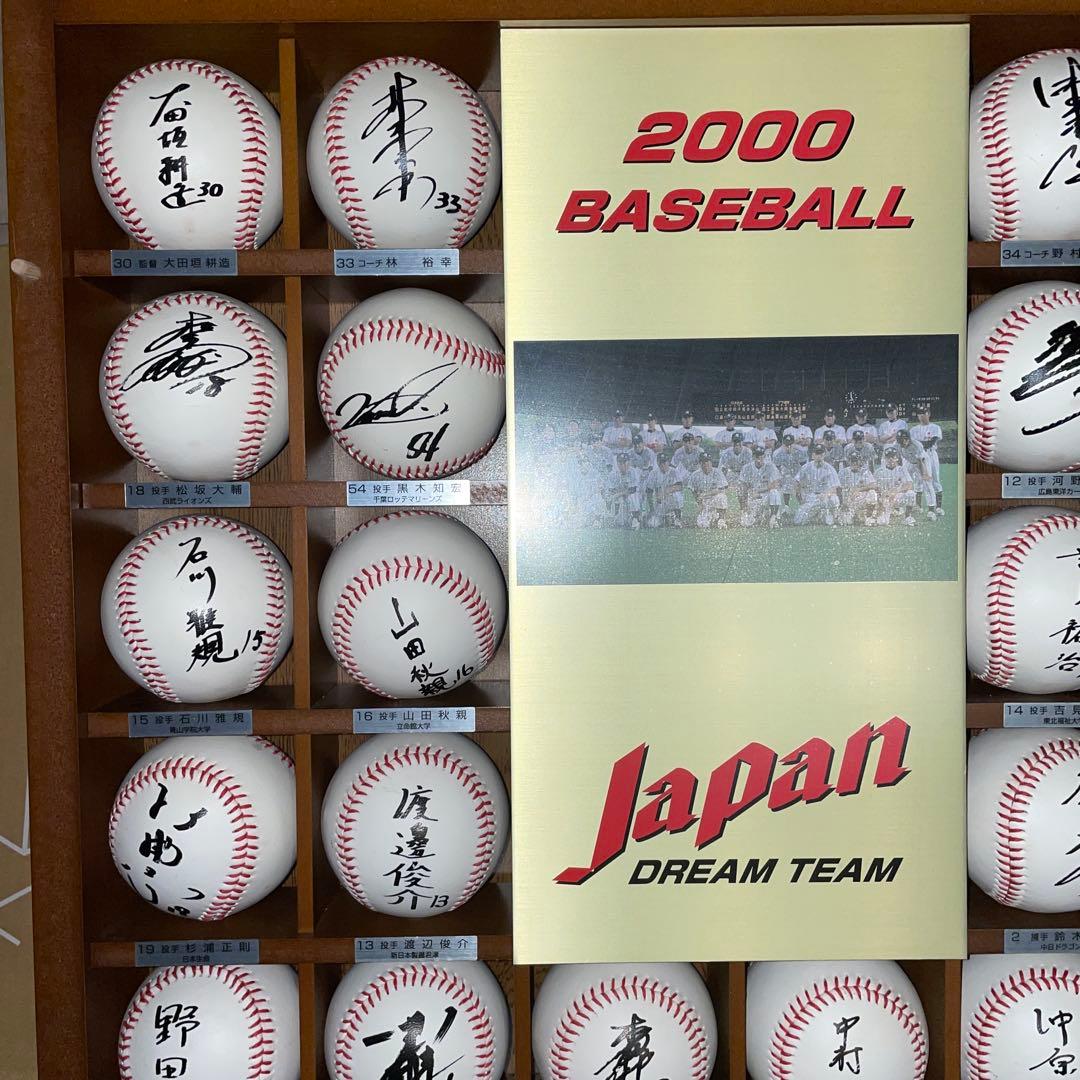 2000
BASEBALL
Japan
DREAM TEAM
大田垣耕造 30
33
30 監督 大田垣耕造
33 コーチ 林 裕幸
34 コーチ 野村
18
54
18 投手 松坂大輔
西武ライオンズ
54 投手 黒木知宏
千葉ロッテマリーンズ
12 投手 河野
広島東洋カー
石川雅規 15
山田秋親.16
15 投手 石川雅規
青山学院大学
16 投手 山田秋親
立命館大学
14 投手 吉見
東北福祉大
渡邊俊介 13
19 投手 杉浦正則
日本生命
13 投手 渡辺俊介
新日本製鐵君津
2 捕手 鈴木
中日ドラゴン
野田
中村
沖原